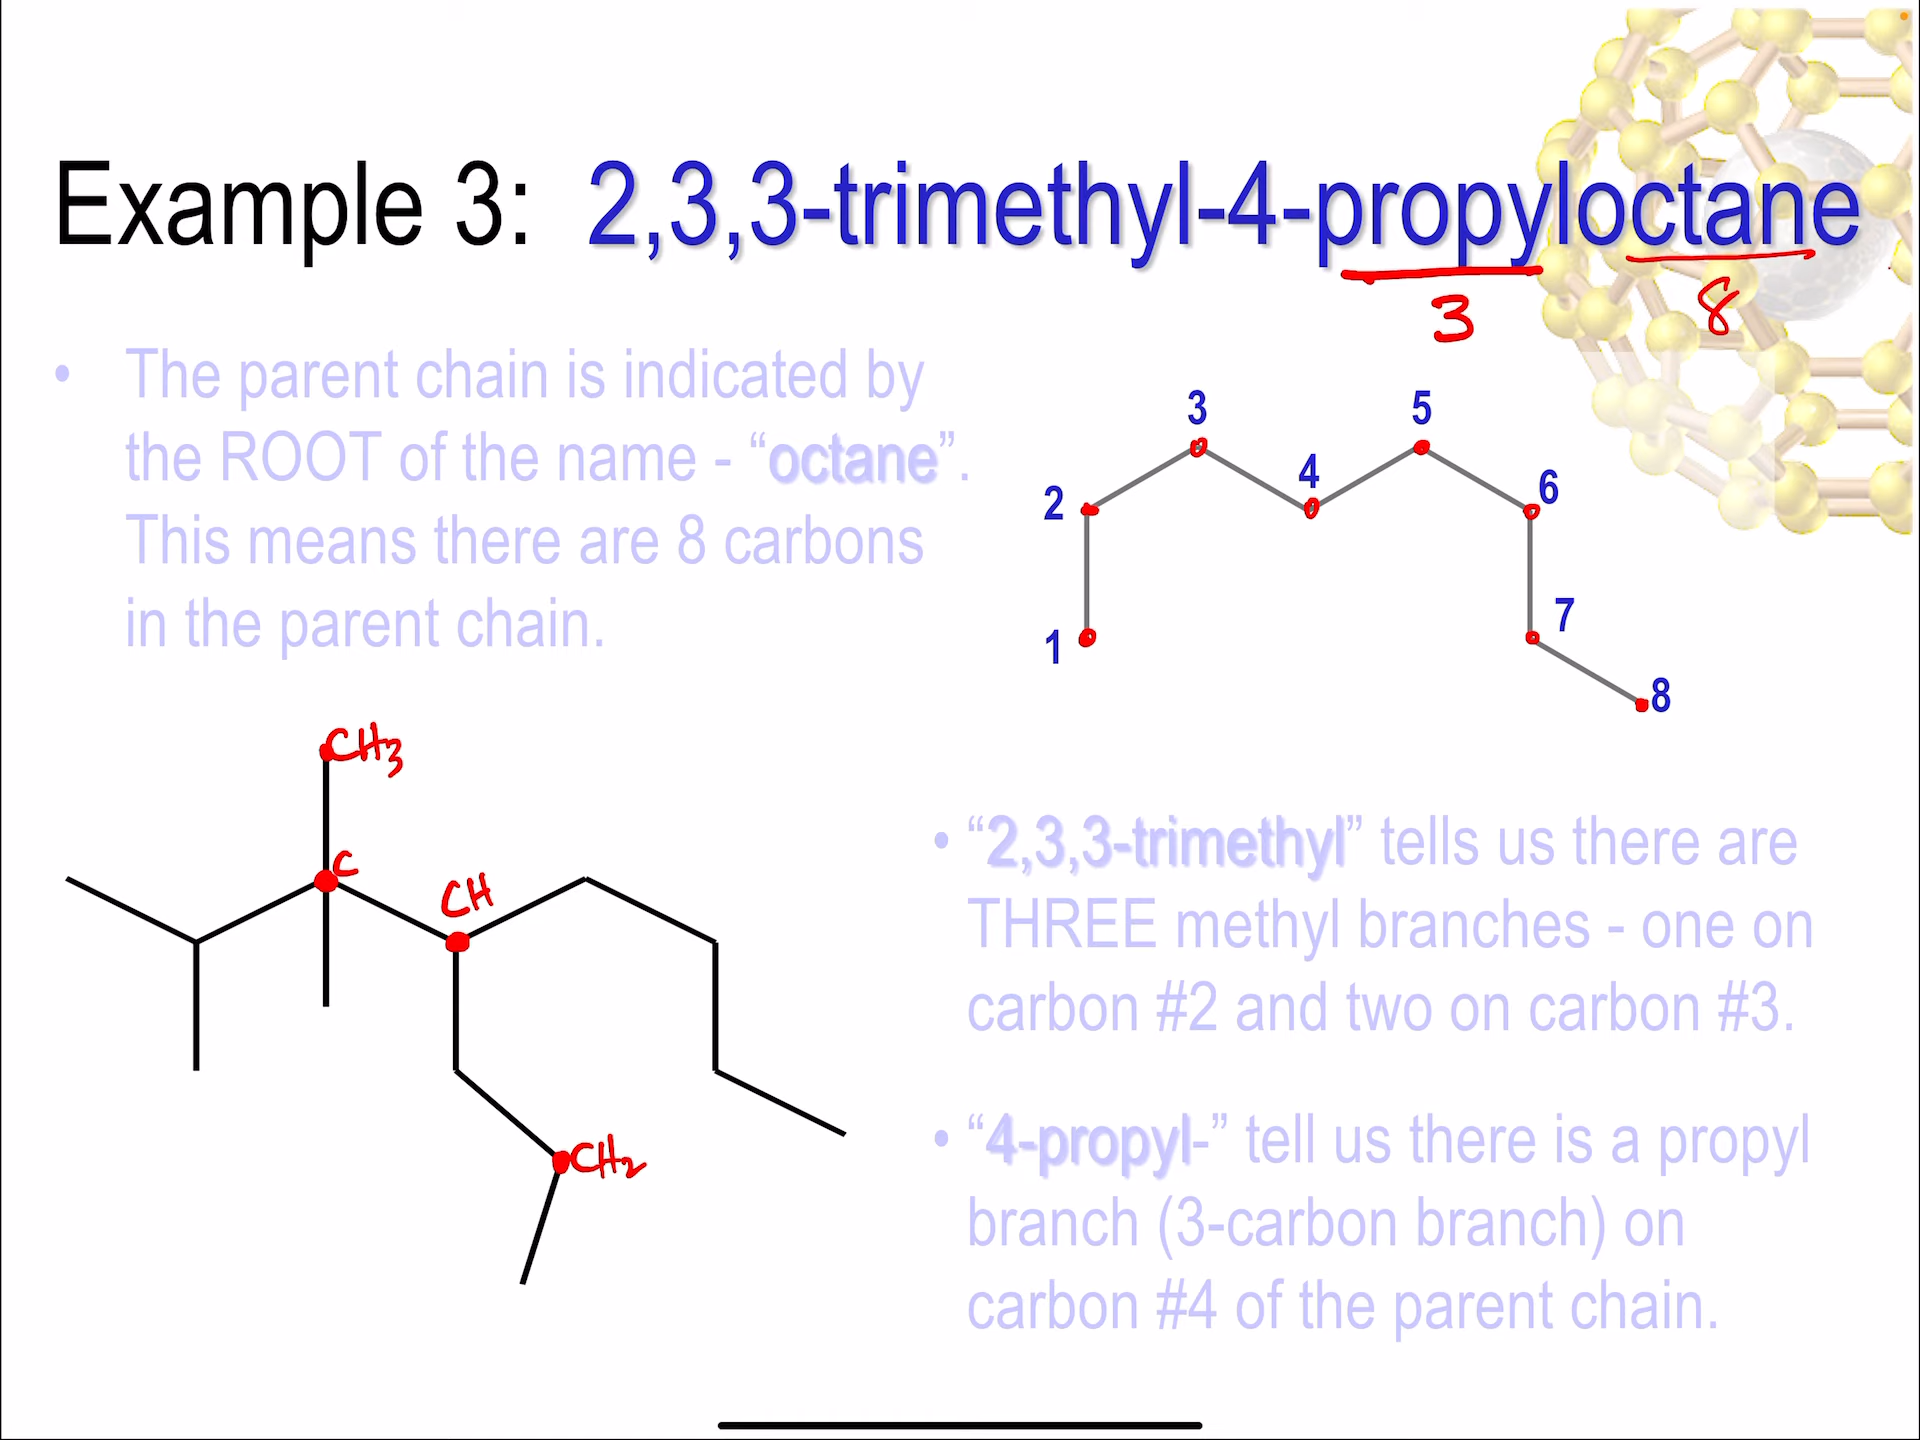 Example 3: 2,3,3-trimethyl-4-propyloctane
3
8
• The parent chain is indicated by
the ROOT of the name - “octane”.
This means there are 8 carbons
in the parent chain.
3
5
4
2
6
7
1
8
CH3
C
CH
CH2
• “2,3,3-trimethyl” tells us there are
THREE methyl branches - one on
carbon #2 and two on carbon #3.
• “4-propyl-” tell us there is a propyl
branch (3-carbon branch) on
carbon #4 of the parent chain.